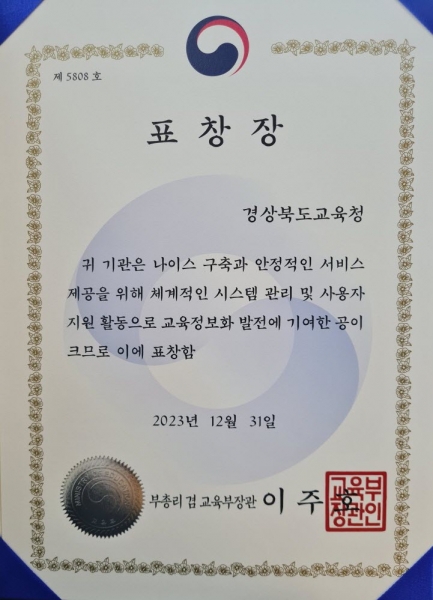 제 5808 호
표 창 장
경상북도교육청
귀 기관은 나이스 구축과 안정적인 서비스
제공을 위해 체계적인 시스템 관리 및 사용자
지원 활동으로 교육정보화 발전에 기여한 공이
크므로 이에 표창함
2023년 12월 31일
부총리 겸 교육부장관 이 주 호
교육부
장관인